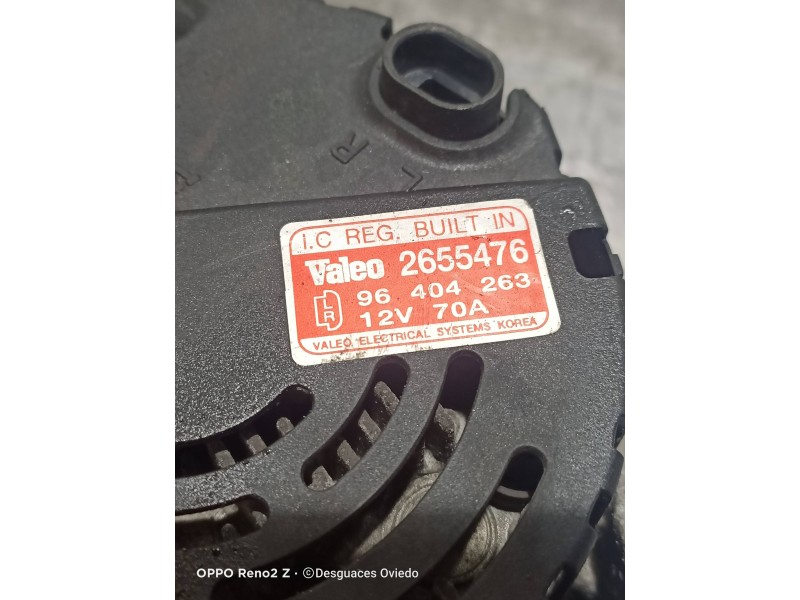 L R
I.C REG. BUILT IN
Valeo 2655476
L R
96 404 263
12V 70A
VALEO ELECTRICAL SYSTEMS KOREA
OPPO Reno2 Z · ©Desguaces Oviedo